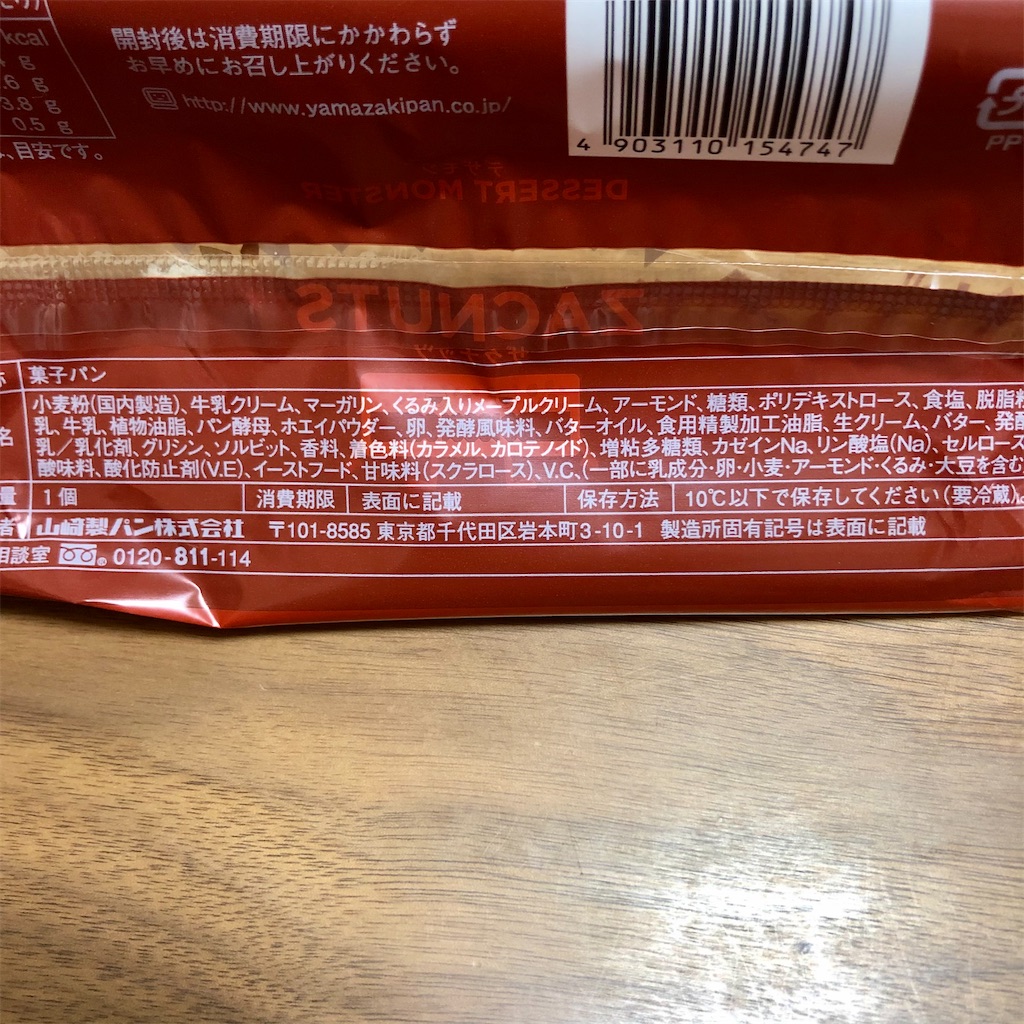 kcal
g
.6 g
3.8 g
0.5 g
、目安です。
開封後は消費期限にかかわらず
お早めにお召し上がりください。
http://www.yamazakipan.co.jp/
4 903110 154747
PP
デザモン
DESSERT MONSTER
ZACNUTS
ザクナッツ
称 菓子パン
小麦粉(国内製造)、牛乳クリーム、マーガリン、くるみ入りメープルクリーム、アーモンド、糖類、ポリデキストロース、食塩、脱脂粉
名 乳、牛乳、植物油脂、パン酵母、ホエイパウダー、卵、発酵風味料、バターオイル、食用精製加工油脂、生クリーム、バター、発酵
乳／乳化剤、グリシン、ソルビット、香料、着色料(カラメル、カロテノイド)、増粘多糖類、カゼインNa、リン酸塩(Na)、セルロース
酸味料、酸化防止剤(V.E)、イーストフード、甘味料(スクラロース)、V.C、(一部に乳成分・卵・小麦・アーモンド・くるみ・大豆を含む)
量 1個 消費期限 表面に記載 保存方法 10℃以下で保存してください(要冷蔵)。
者 山崎製パン株式会社 〒101-8585 東京都千代田区岩本町3-10-1 製造所固有記号は表面に記載
相談室 0120-811-114